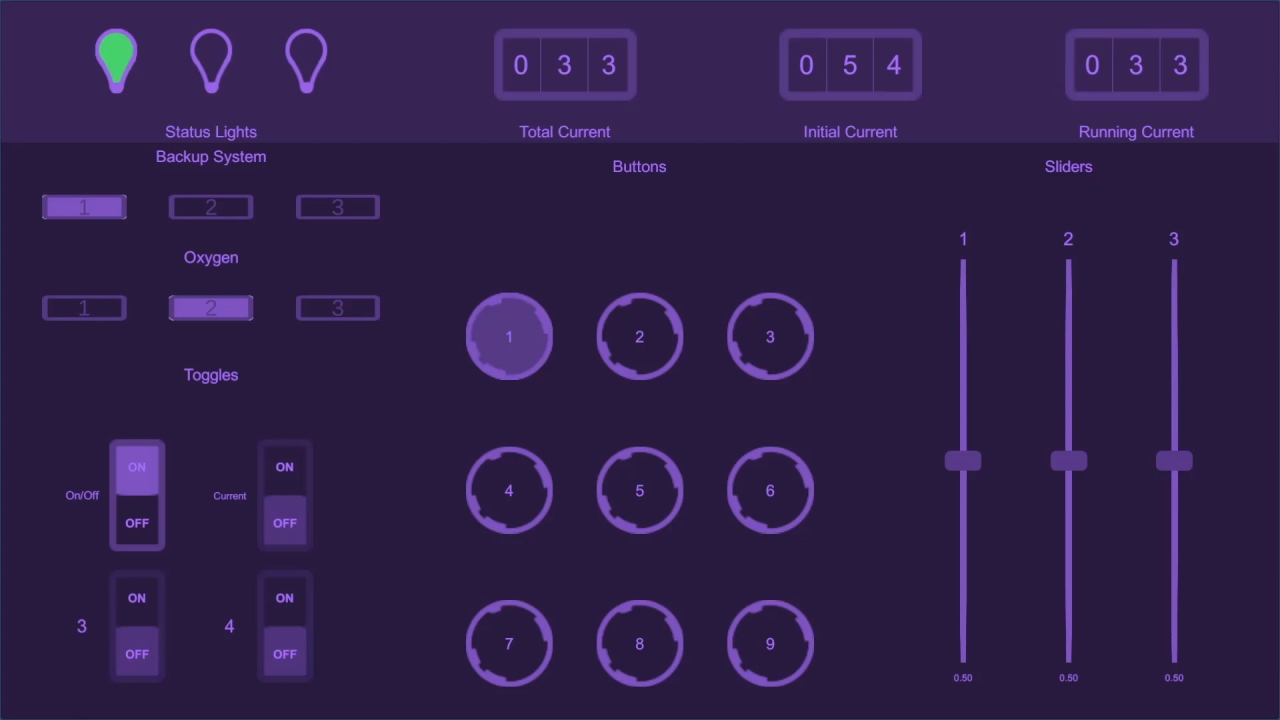 0 3 3
0 5 4
0 3 3
Status Lights
Total Current
Initial Current
Running Current
Backup System
1 2 3
Oxygen
1 2 3
Toggles
On/Off
ON
OFF
Current
ON
OFF
3
ON
OFF
4
ON
OFF
Buttons
1 2 3
4 5 6
7 8 9
Sliders
1 2 3
0.50 0.50 0.50